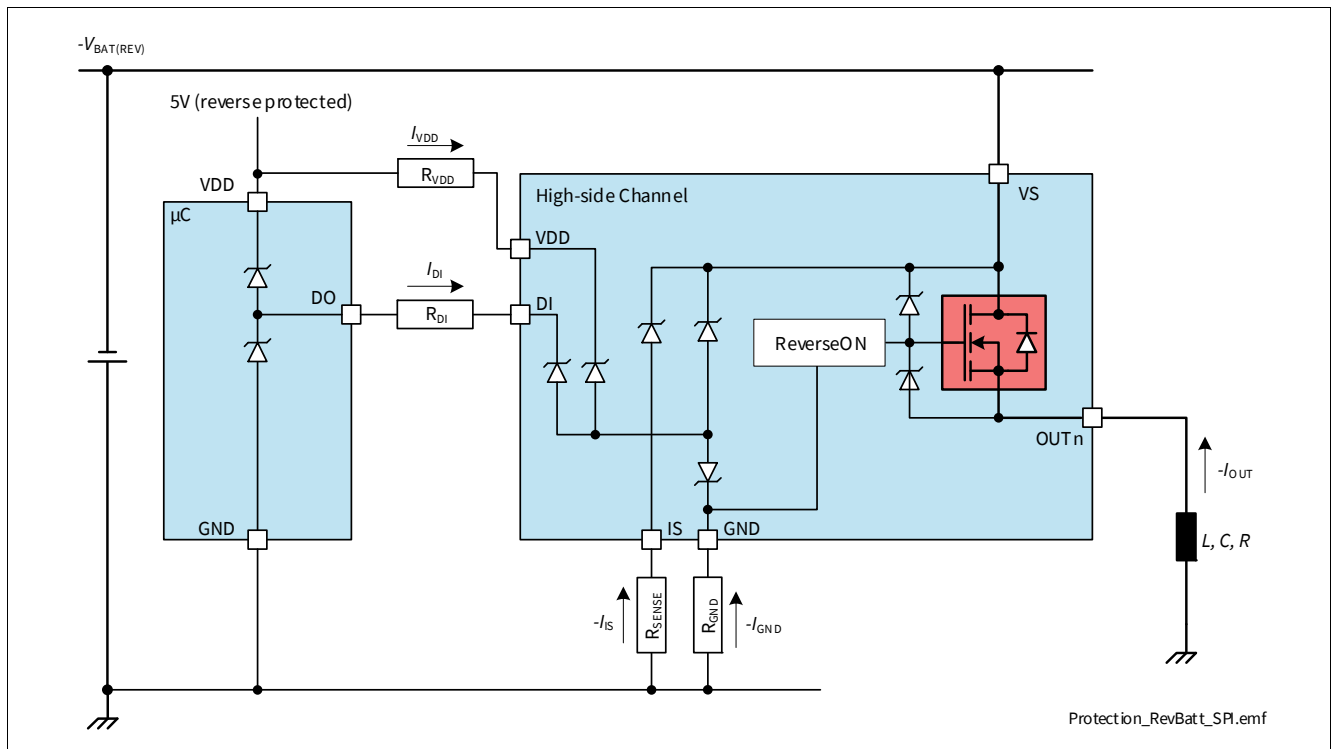 -VBAT(REV)
5V (reverse protected)
IVDD
RVDD
VDD
µC
High-side Channel
VS
VDD
IDI
DO
RDI
DI
ReverseON
OUTn
-IOUT
GND
IS
GND
L, C, R
-IIS
RSENSE
RGND
-IGND
Protection_RevBatt_SPI.emf